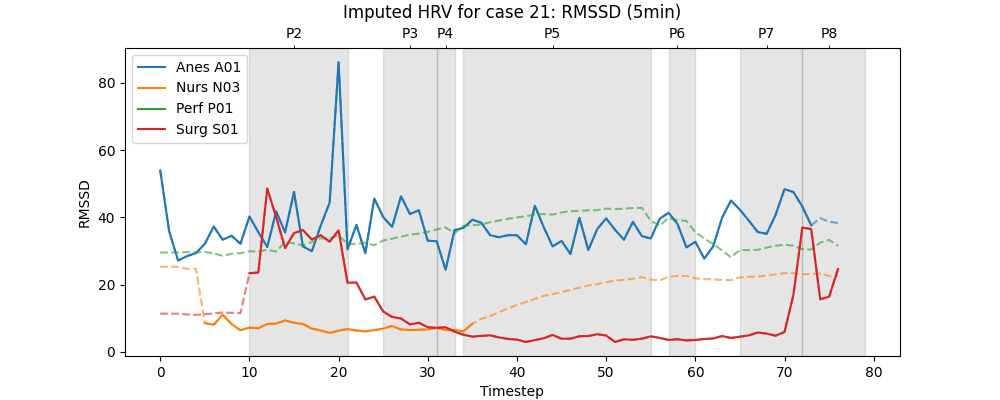 Imputed HRV for case 21: RMSSD (5min)
P2 P3 P4 P5 P6 P7 P8
Anes A01
Nurs N03
Perf P01
Surg S01
RMSSD
80
60
40
20
0
0 10 20 30 40 50 60 70 80
Timestep